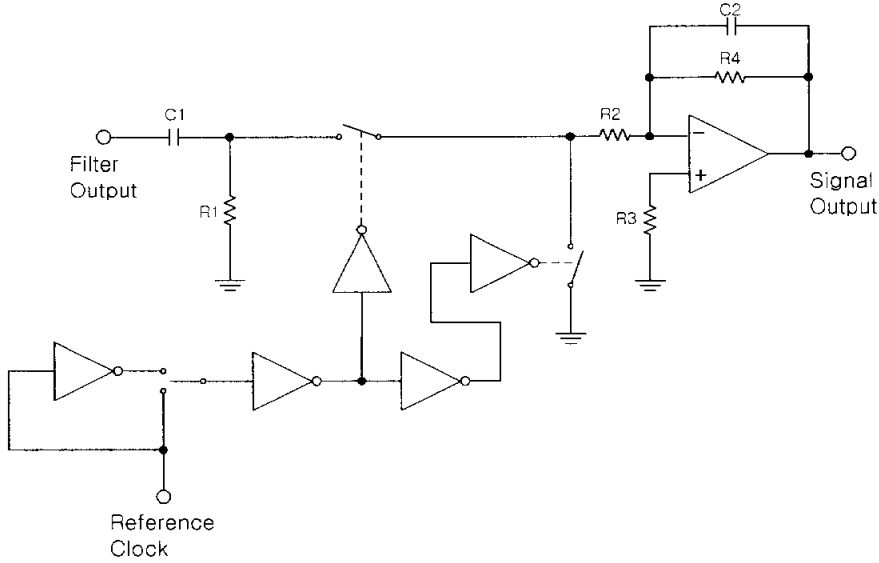 C2
R4
C1
R2
Filter
Output
R1
R3
Signal
Output
Reference
Clock